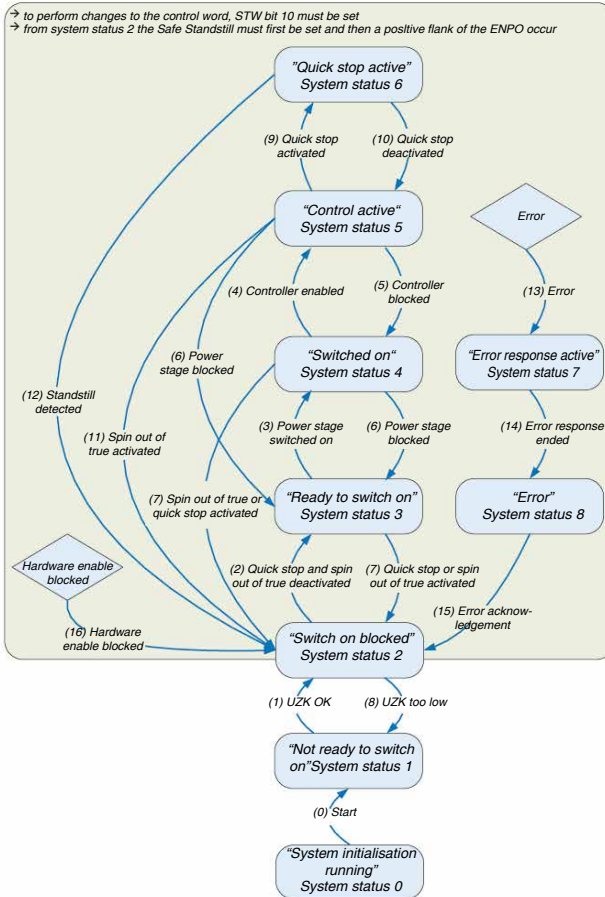 → to perform changes to the control word, STW bit 10 must be set
→ from system status 2 the Safe Standstill must first be set and then a positive flank of the ENPO occur
"Quick stop active"
System status 6
(9) Quick stop
activated
(10) Quick stop
deactivated
"Control active"
System status 5
Error
(4) Controller enabled
(5) Controller
blocked
(13) Error
(6) Power
stage blocked
"Switched on"
System status 4
"Error response active"
System status 7
(12) Standstill
detected
(11) Spin out of
true activated
(3) Power stage
switched on
(6) Power stage
blocked
(14) Error response
ended
(7) Spin out of true or
quick stop activated
"Ready to switch on"
System status 3
"Error"
System status 8
Hardware enable
blocked
(2) Quick stop and spin
out of true deactivated
(7) Quick stop or spin
out of true activated
(15) Error acknow-
ledgement
(16) Hardware
enable blocked
"Switch on blocked"
System status 2
(1) UZK OK
(8) UZK too low
"Not ready to switch
on"System status 1
(0) Start
"System initialisation
running"
System status 0